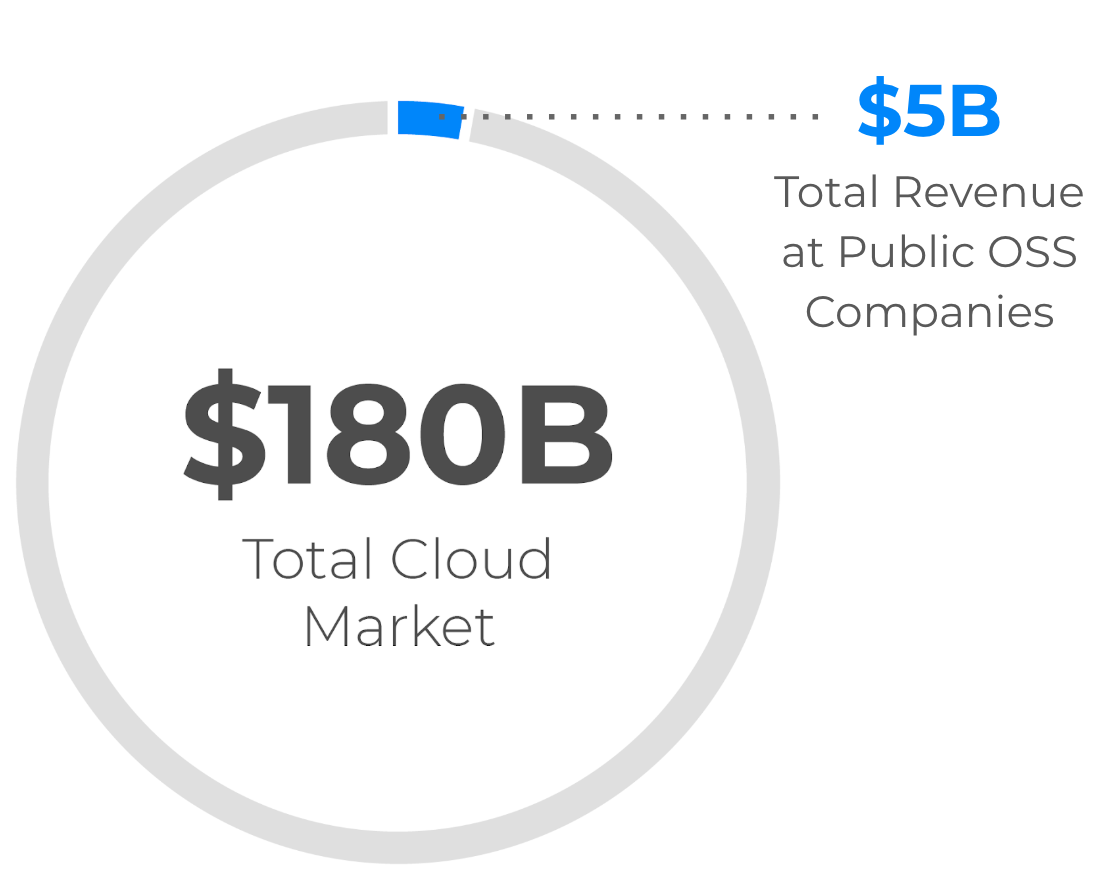 $5B
Total Revenue
at Public OSS
Companies
$180B
Total Cloud
Market